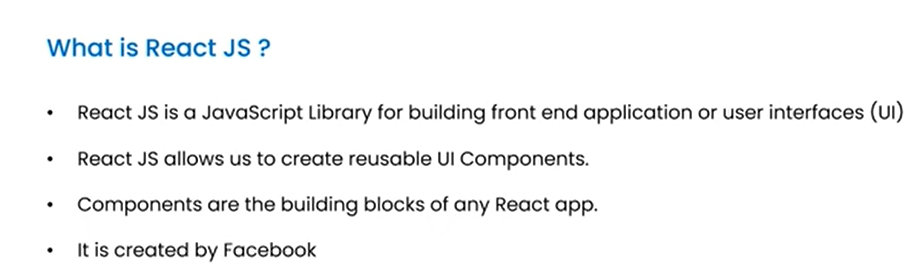 What is React JS ?
• React JS is a JavaScript Library for building front end application or user interfaces (UI)
• React JS allows us to create reusable UI Components.
• Components are the building blocks of any React app.
• It is created by Facebook